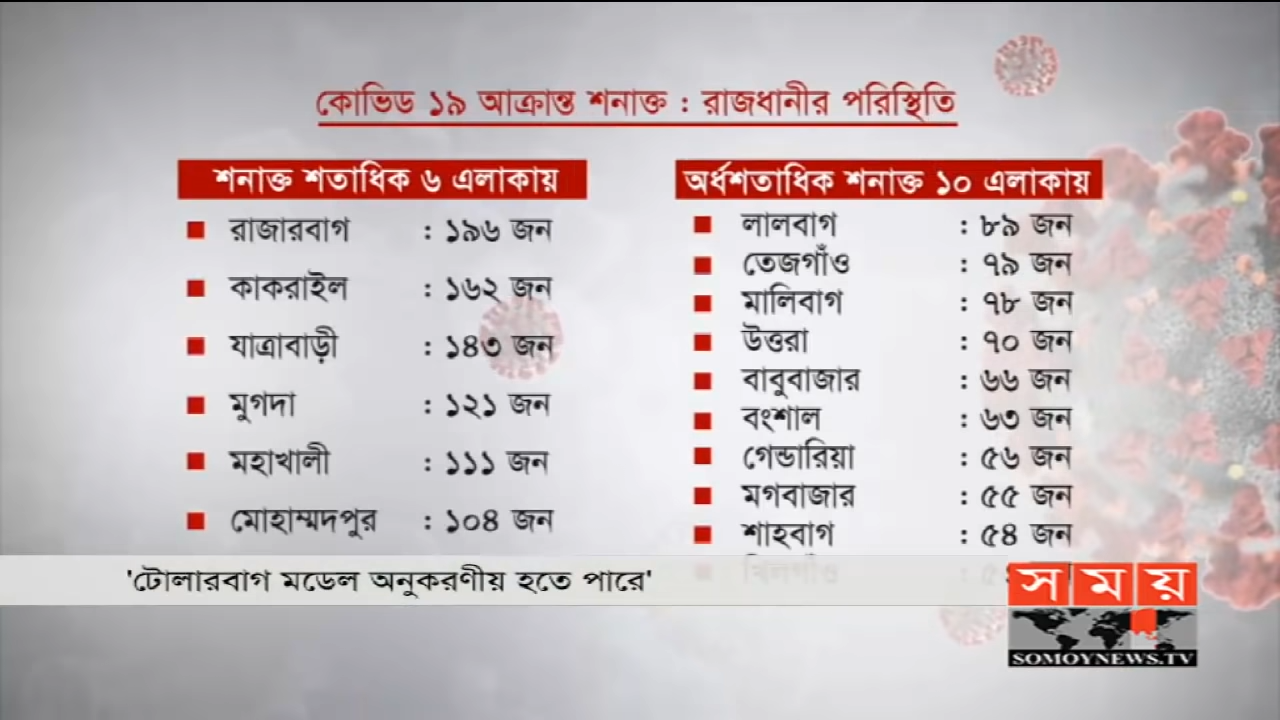 কোভিড ১৯ আক্রান্ত শনাক্ত : রাজধানীর পরিস্থিতি
শনাক্ত শতাধিক ৬ এলাকায়
রাজারবাগ : ১৯৬ জন
কাকরাইল : ১৬২ জন
যাত্রাবাড়ী : ১৪৩ জন
মুগদা : ১২১ জন
মহাখালী : ১১১ জন
মোহাম্মদপুর : ১০৪ জন
অর্ধশতাধিক শনাক্ত ১০ এলাকায়
লালবাগ : ৮৯ জন
তেজগাঁও : ৭৯ জন
মালিবাগ : ৭৮ জন
উত্তরা : ৭০ জন
বাবুবাজার : ৬৬ জন
বংশাল : ৬৩ জন
গেন্ডারিয়া : ৫৬ জন
মগবাজার : ৫৫ জন
শাহবাগ : ৫৪ জন
'টোলারবাগ মডেল অনুকরণীয় হতে পারে'
সময়
SOMOYNEWS.TV